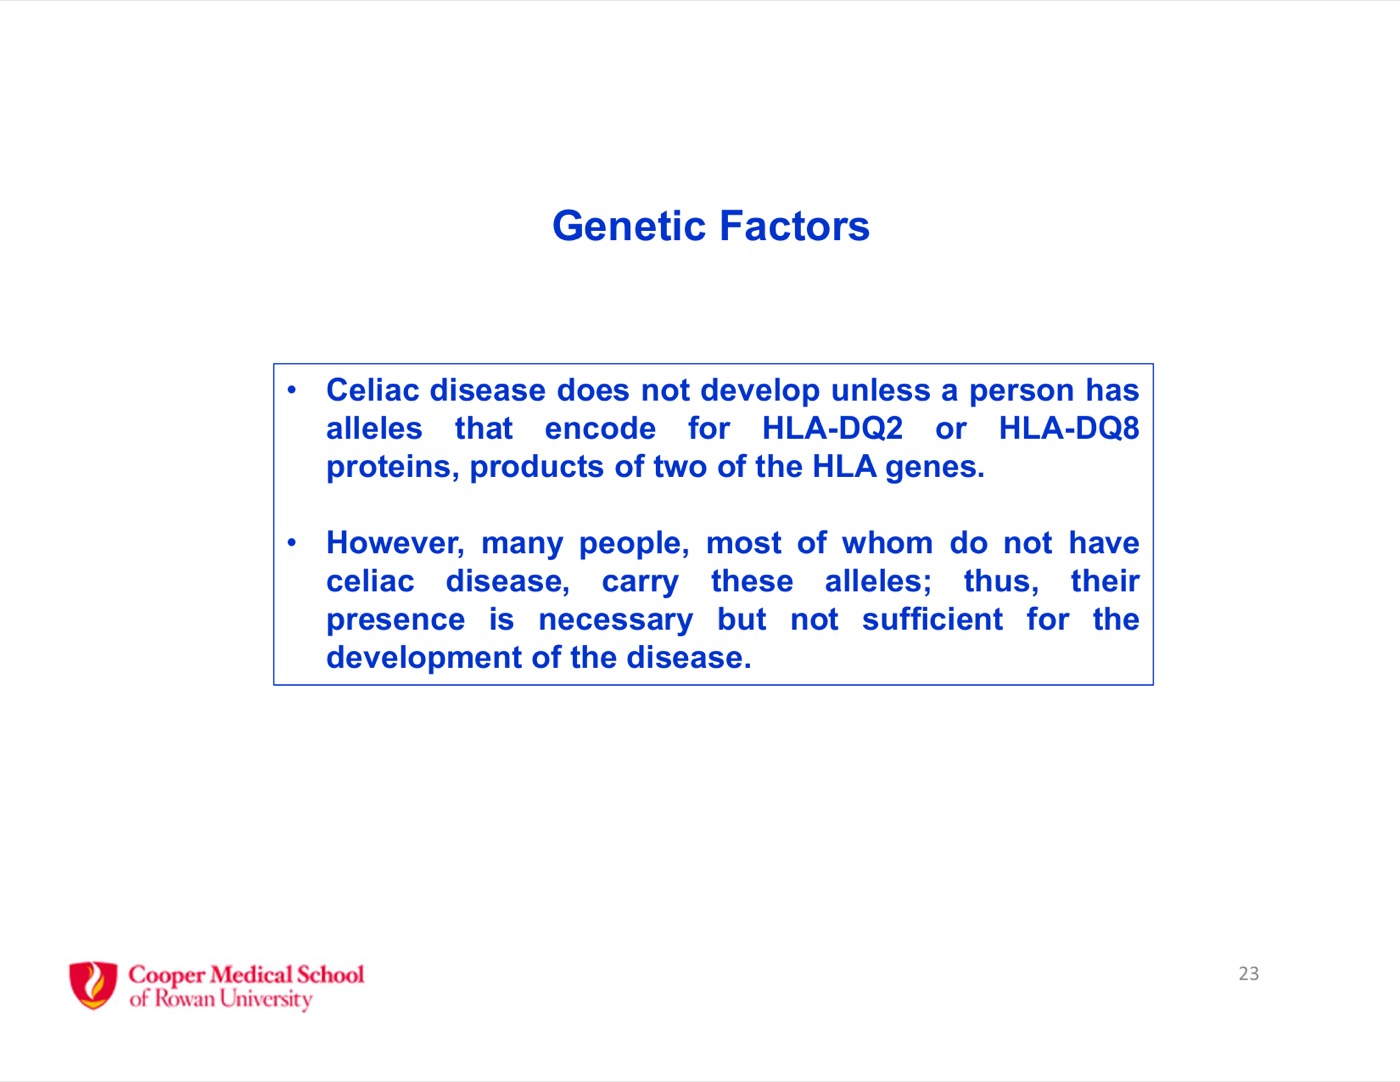 Genetic Factors
• Celiac disease does not develop unless a person has
alleles that encode for HLA-DQ2 or HLA-DQ8
proteins, products of two of the HLA genes.
• However, many people, most of whom do not have
celiac disease, carry these alleles; thus, their
presence is necessary but not sufficient for the
development of the disease.
Cooper Medical School
of Rowan University
23